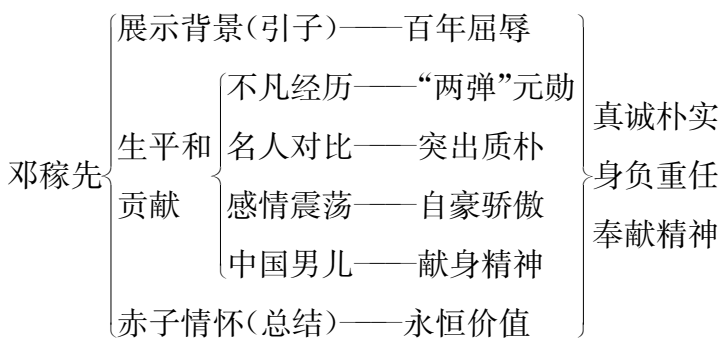 邓稼先
展示背景(引子)——百年屈辱
生平和
贡献
不凡经历——“两弹”元勋
名人对比——突出质朴
感情震荡——自豪骄傲
中国男儿——献身精神
赤子情怀(总结)——永恒价值
真诚朴实
身负重任
奉献精神